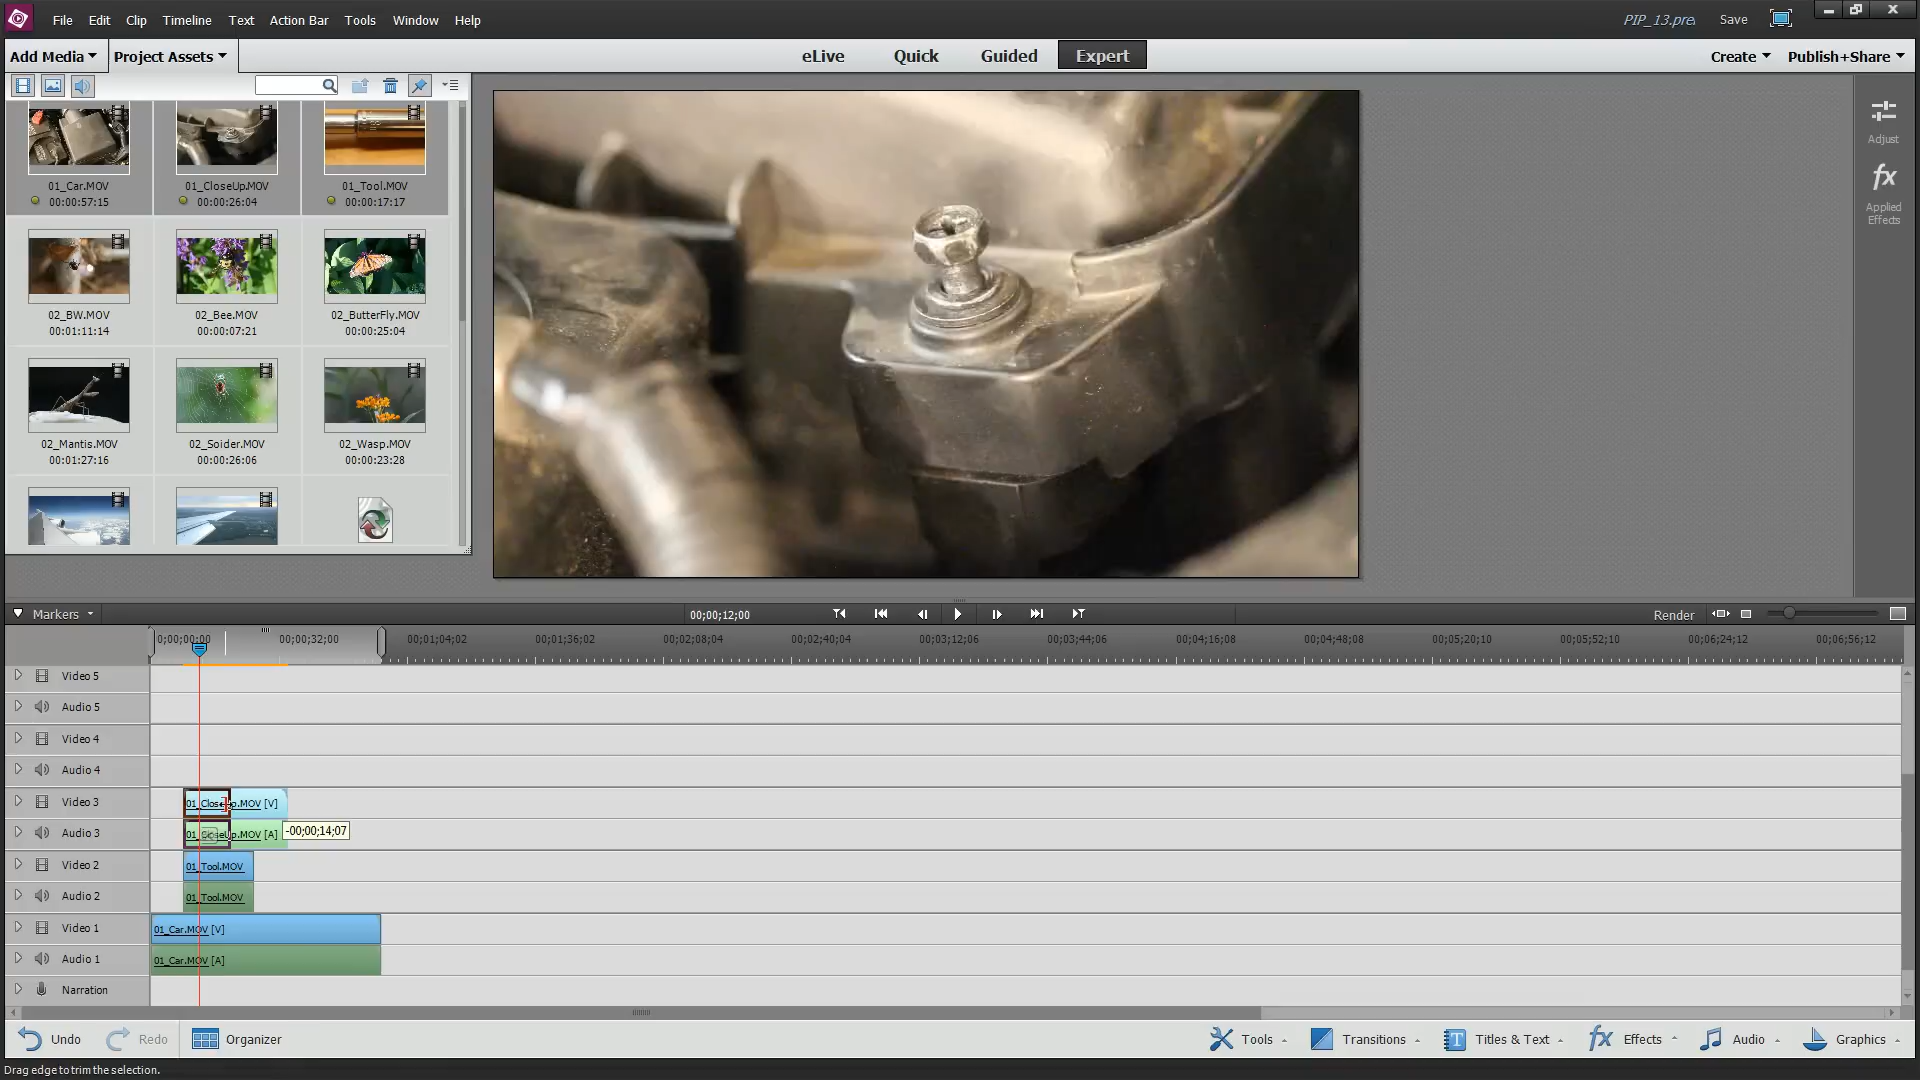 File Edit Clip Timeline Text Action Bar Tools Window Help
PIP_13.prel Save
Add Media Project Assets
eLive Quick Guided Expert
Create Publish+Share
01_Car.MOV 01_CloseUp.MOV 01_Tool.MOV
00:00:57:15 00:00:26:04 00:00:17:17
02_BW.MOV 02_Bee.MOV 02_ButterFly.MOV
00:01:11:14 00:00:07:21 00:00:25:04
02_Mantis.MOV 02_Soider.MOV 02_Wasp.MOV
00:01:27:16 00:00:26:06 00:00:23:28
Adjust
fx
Applied
Effects
Markers 00;00;12;00 Render
0;00;00;00 00;00;32;00 00;01;04;02 00;01;36;02 00;02;08;04 00;02;40;04 00;03;12;06 00;03;44;06 00;04;16;08 00;04;48;08 00;05;20;10 00;05;52;10 00;06;24;12 00;06;56;12
Video 5
Audio 5
Video 4
Audio 4
Video 3 01_CloseUp.MOV [V]
Audio 3 01_CloseUp.MOV [A] -00;00;14;07
Video 2 01_Tool.MOV
Audio 2 01_Tool.MOV
Video 1 01_Car.MOV [V]
Audio 1 01_Car.MOV [A]
Narration
Undo Redo Organizer Tools Transitions T Titles & Text fx Effects Audio Graphics
Drag edge to trim the selection.